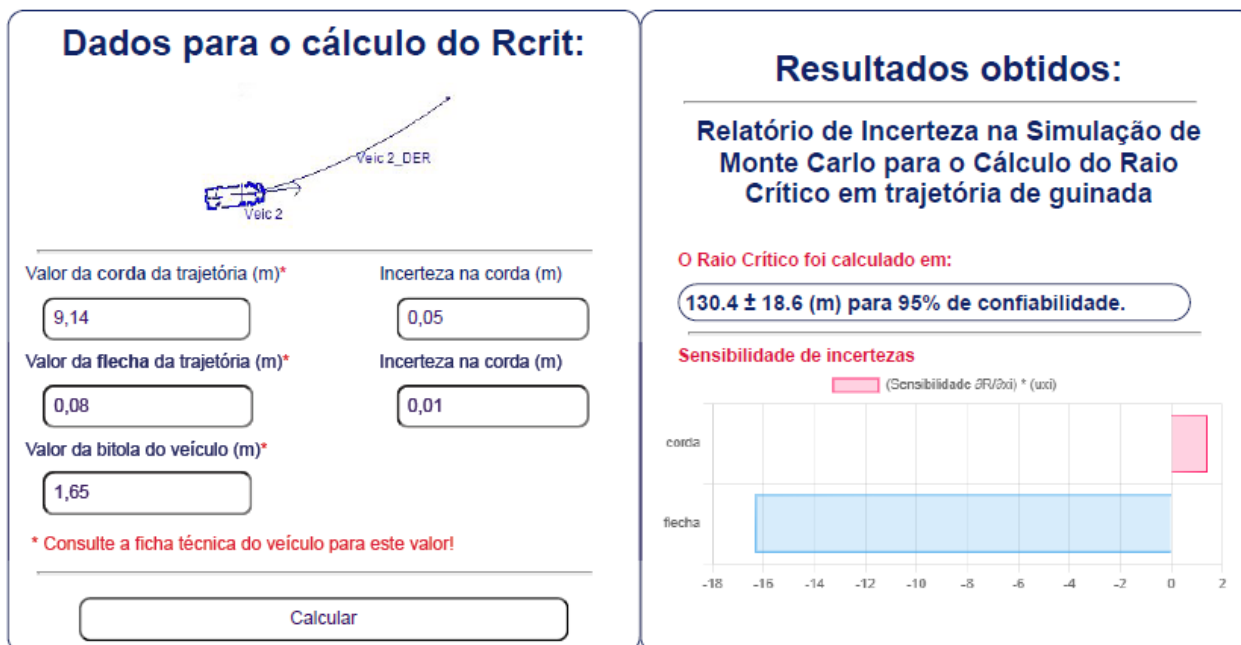 Dados para o cálculo do Rcrit:
Veic 2_DER
Veic 2
Valor da corda da trajetória (m)*
Incerteza na corda (m)
9,14
0,05
Valor da flecha da trajetória (m)*
Incerteza na corda (m)
0,08
0,01
Valor da bitola do veículo (m)*
1,65
* Consulte a ficha técnica do veículo para este valor!
Calcular
Resultados obtidos:
Relatório de Incerteza na Simulação de
Monte Carlo para o Cálculo do Raio
Crítico em trajetória de guinada
O Raio Crítico foi calculado em:
130.4 ± 18.6 (m) para 95% de confiabilidade.
Sensibilidade de incertezas
(Sensibilidade ∂R/∂xi) * (uxi)
corda
flecha
-18 -16 -14 -12 -10 -8 -6 -4 -2 0 2